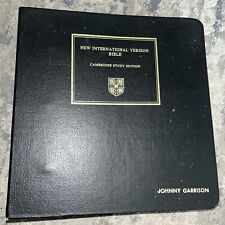 NEW INTERNATIONAL VERSION
BIBLE
CAMBRIDGE STUDY EDITION
JOHNNY GARRISON